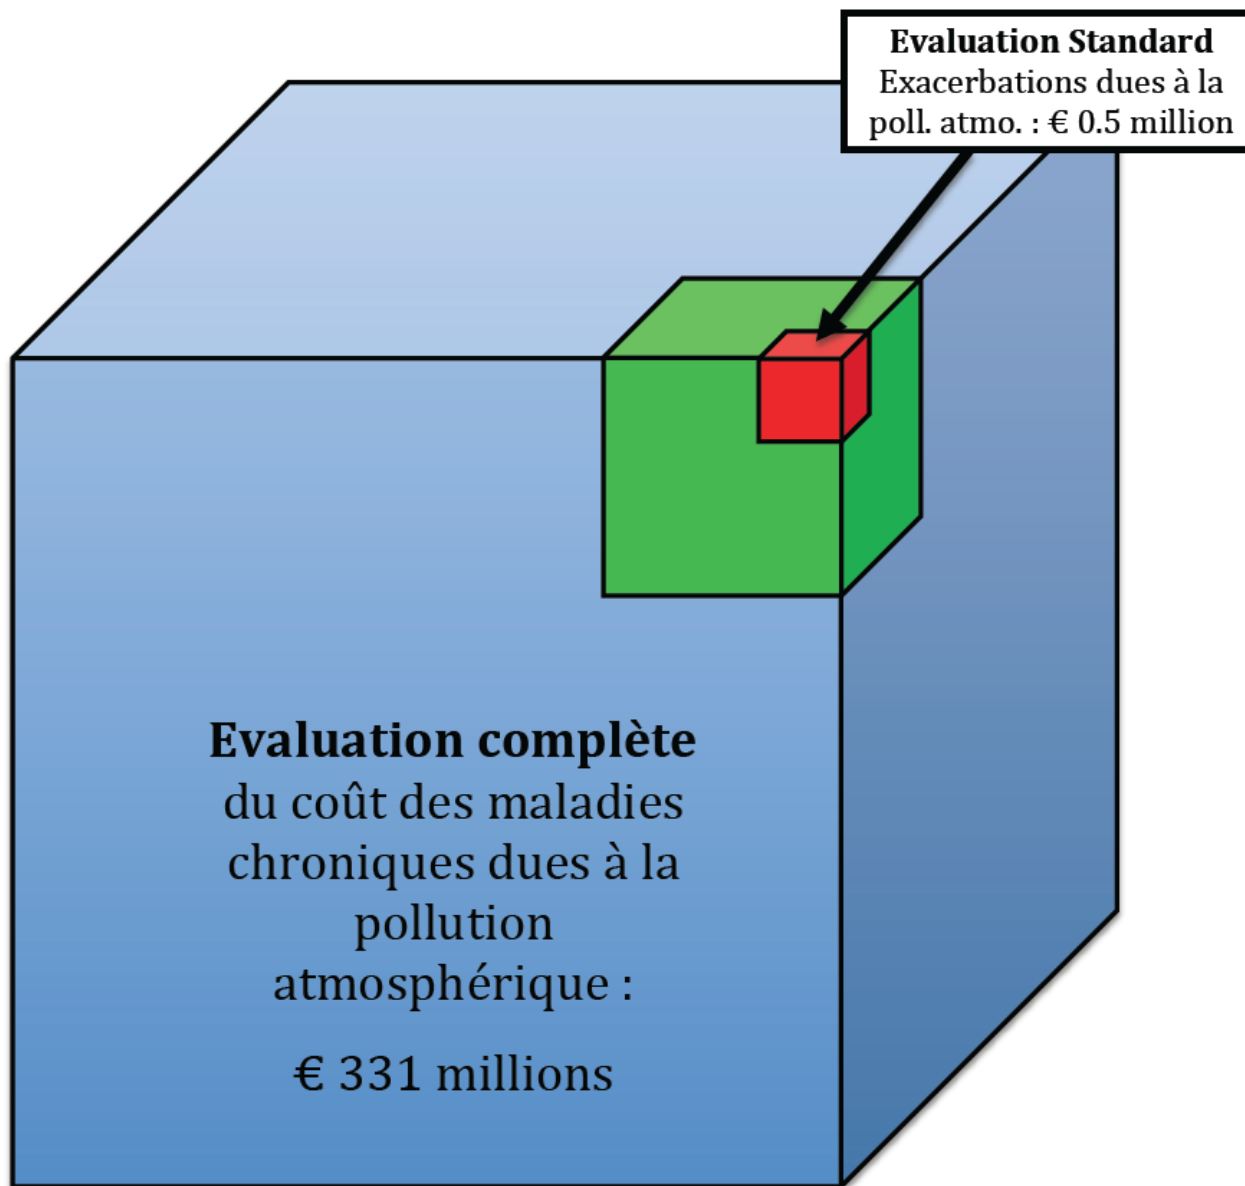 Evaluation Standard
Exacerbations dues à la
poll. atmo. : € 0.5 million
Evaluation complète
du coût des maladies
chroniques dues à la
pollution
atmosphérique :
€ 331 millions